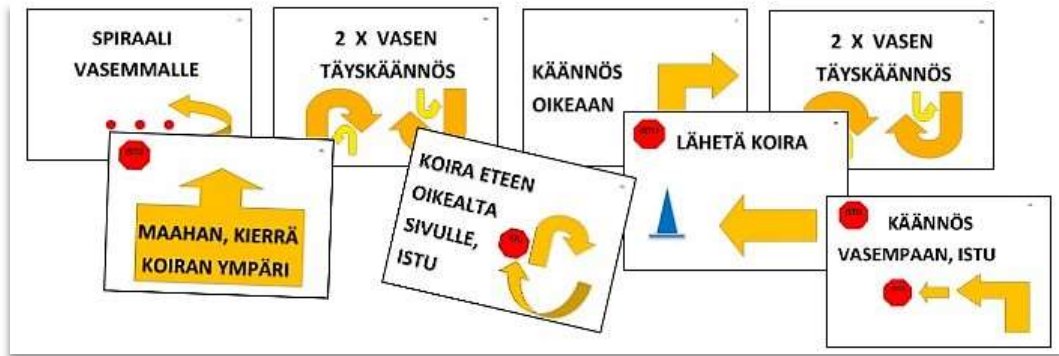 SPIRAALI
VASEMMALLE
2 X VASEN
TÄYSKÄÄNNÖS
KÄÄNNÖS
OIKEAAN
2 X VASEN
TÄYSKÄÄNNÖS
MAAHAN, KIERRÄ
KOIRAN YMPÄRI
KOIRA ETEEN
OIKEALTA
SIVULLE,
ISTU
LÄHETÄ KOIRA
KÄÄNNÖS
VASEMPAAN, ISTU